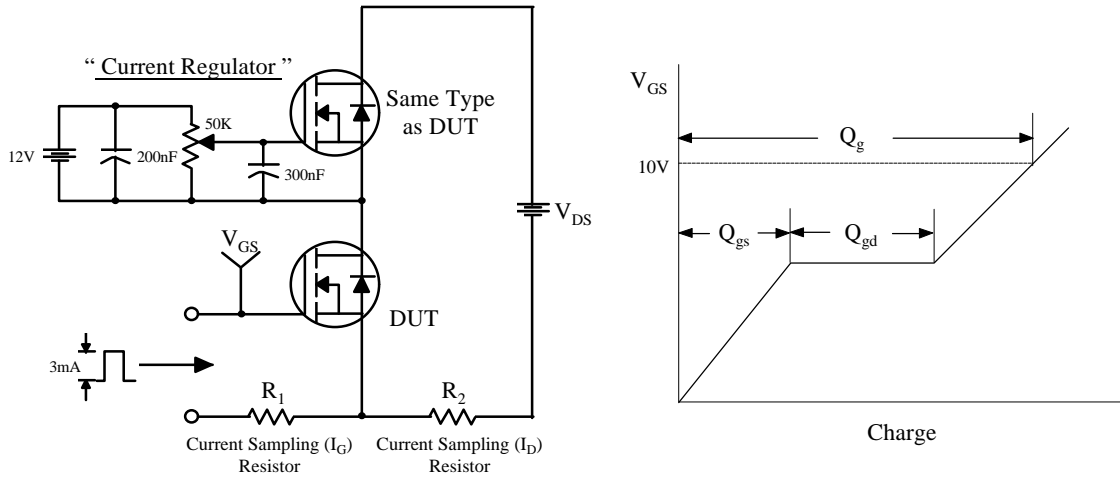 “ Current Regulator ”
Same Type
as DUT
50K
12V
200nF
300nF
V_DS
V_GS
DUT
3mA
R_1
R_2
Current Sampling (I_G)
Resistor
Current Sampling (I_D)
Resistor
V_GS
Q_g
10V
Q_gs
Q_gd
Charge